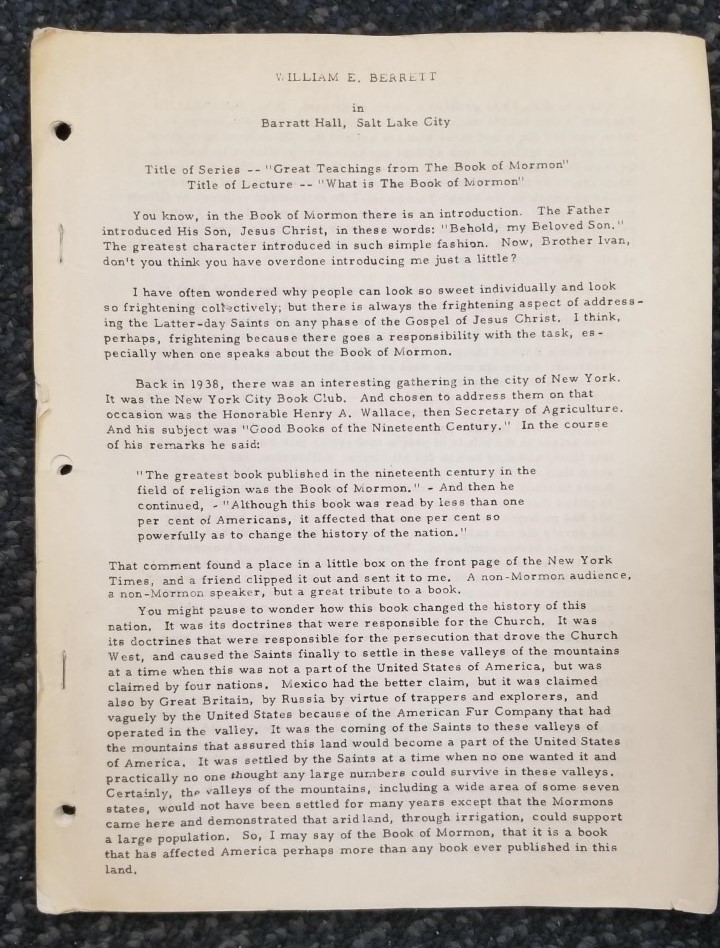 WILLIAM E. BERRETT
in
Barratt Hall, Salt Lake City
Title of Series -- "Great Teachings from The Book of Mormon"
Title of Lecture -- "What is The Book of Mormon"
You know, in the Book of Mormon there is an introduction. The Father
introduced His Son, Jesus Christ, in these words: "Behold, my Beloved Son."
The greatest character introduced in such simple fashion. Now, Brother Ivan,
don't you think you have overdone introducing me just a little?
I have often wondered why people can look so sweet individually and look
so frightening collectively; but there is always the frightening aspect of address-
ing the Latter-day Saints on any phase of the Gospel of Jesus Christ. I think,
perhaps, frightening because there goes a responsibility with the task, es-
pecially when one speaks about the Book of Mormon.
Back in 1938, there was an interesting gathering in the city of New York.
It was the New York City Book Club. And chosen to address them on that
occasion was the Honorable Henry A. Wallace, then Secretary of Agriculture.
And his subject was "Good Books of the Nineteenth Century." In the course
of his remarks he said:
"The greatest book published in the nineteenth century in the
field of religion was the Book of Mormon." - And then he
continued, - "Although this book was read by less than one
per cent of Americans, it affected that one per cent so
powerfully as to change the history of the nation."
That comment found a place in a little box on the front page of the New York
Times, and a friend clipped it out and sent it to me. A non-Mormon audience,
a non-Mormon speaker, but a great tribute to a book.
You might pause to wonder how this book changed the history of this
nation. It was its doctrines that were responsible for the Church. It was
its doctrines that were responsible for the persecution that drove the Church
West, and caused the Saints finally to settle in these valleys of the mountains
at a time when this was not a part of the United States of America, but was
claimed by four nations. Mexico had the better claim, but it was claimed
also by Great Britain, by Russia by virtue of trappers and explorers, and
vaguely by the United States because of the American Fur Company that had
operated in the valley. It was the coming of the Saints to these valleys of
the mountains that assured this land would become a part of the United States
of America. It was settled by the Saints at a time when no one wanted it and
practically no one thought any large numbers could survive in these valleys.
Certainly, the valleys of the mountains, including a wide area of some seven
states, would not have been settled for many years except that the Mormons
came here and demonstrated that arid land, through irrigation, could support
a large population. So, I may say of the Book of Mormon, that it is a book
that has affected America perhaps more than any book ever published in this
land.